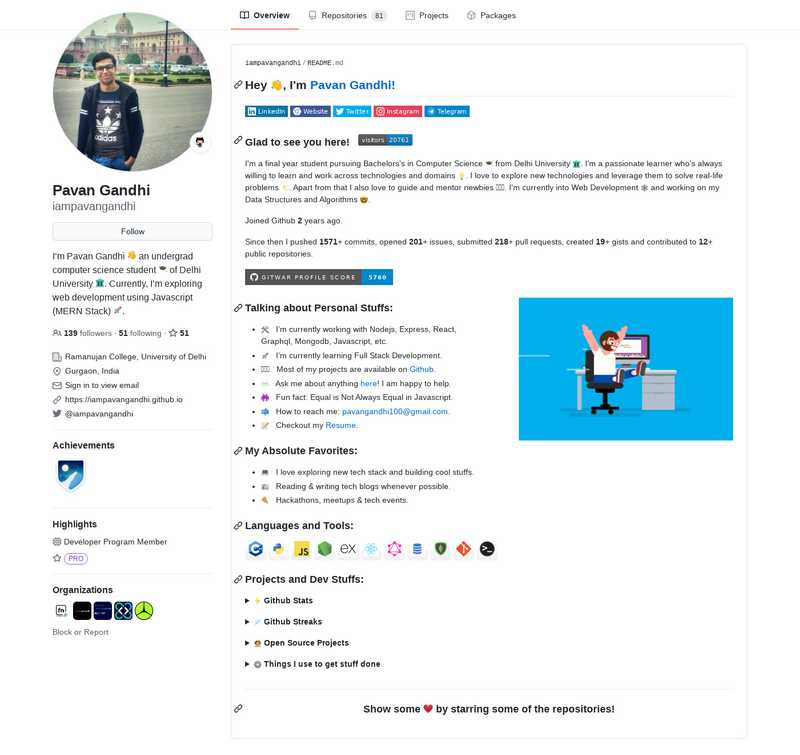 Overview
Repositories 81
Projects
Packages
Pavan Gandhi
iampavangandhi
Follow
I'm Pavan Gandhi 👋 an undergrad
computer science student 🎓 of Delhi
University 🏛. Currently, I'm exploring
web development using Javascript
(MERN Stack) 🚀.
139 followers · 51 following · 51
Ramanujan College, University of Delhi
Gurgaon, India
Sign in to view email
https://iampavangandhi.github.io
@iampavangandhi
Achievements
Highlights
Developer Program Member
PRO
Organizations
Block or Report
iampavangandhi / README.md
Hey 👋, I'm Pavan Gandhi!
LinkedIn Website Twitter Instagram Telegram
Glad to see you here! visitors 20761
I'm a final year student pursuing Bachelors's in Computer Science 🎓 from Delhi University 🏛. I'm a passionate learner who's always
willing to learn and work across technologies and domains 💡. I love to explore new technologies and leverage them to solve real-life
problems ✨. Apart from that I also love to guide and mentor newbies. I'm currently into Web Development 🕸 and working on my
Data Structures and Algorithms 🤓.
Joined Github 2 years ago.
Since then I pushed 1571+ commits, opened 201+ issues, submitted 218+ pull requests, created 19+ gists and contributed to 12+
public repositories.
GITWAR PROFILE SCORE 5760
Talking about Personal Stuffs:
I'm currently working with Nodejs, Express, React,
Graphql, Mongodb, Javascript, etc.
🚀 I'm currently learning Full Stack Development.
Most of my projects are available on Github.
Ask me about anything here! I am happy to help.
Fun fact: Equal is Not Always Equal in Javascript.
📫 How to reach me: pavangandhi100@gmail.com.
📝 Checkout my Resume.
My Absolute Favorites:
💻 I love exploring new tech stack and building cool stuffs.
📰 Reading & writing tech blogs whenever possible.
🍕 Hackathons, meetups & tech events.
Languages and Tools:
JS
ex
Projects and Dev Stuffs:
⚡ Github Stats
☄ Github Streaks
Open Source Projects
⚙ Things I use to get stuff done
Show some ❤ by starring some of the repositories!
adidas